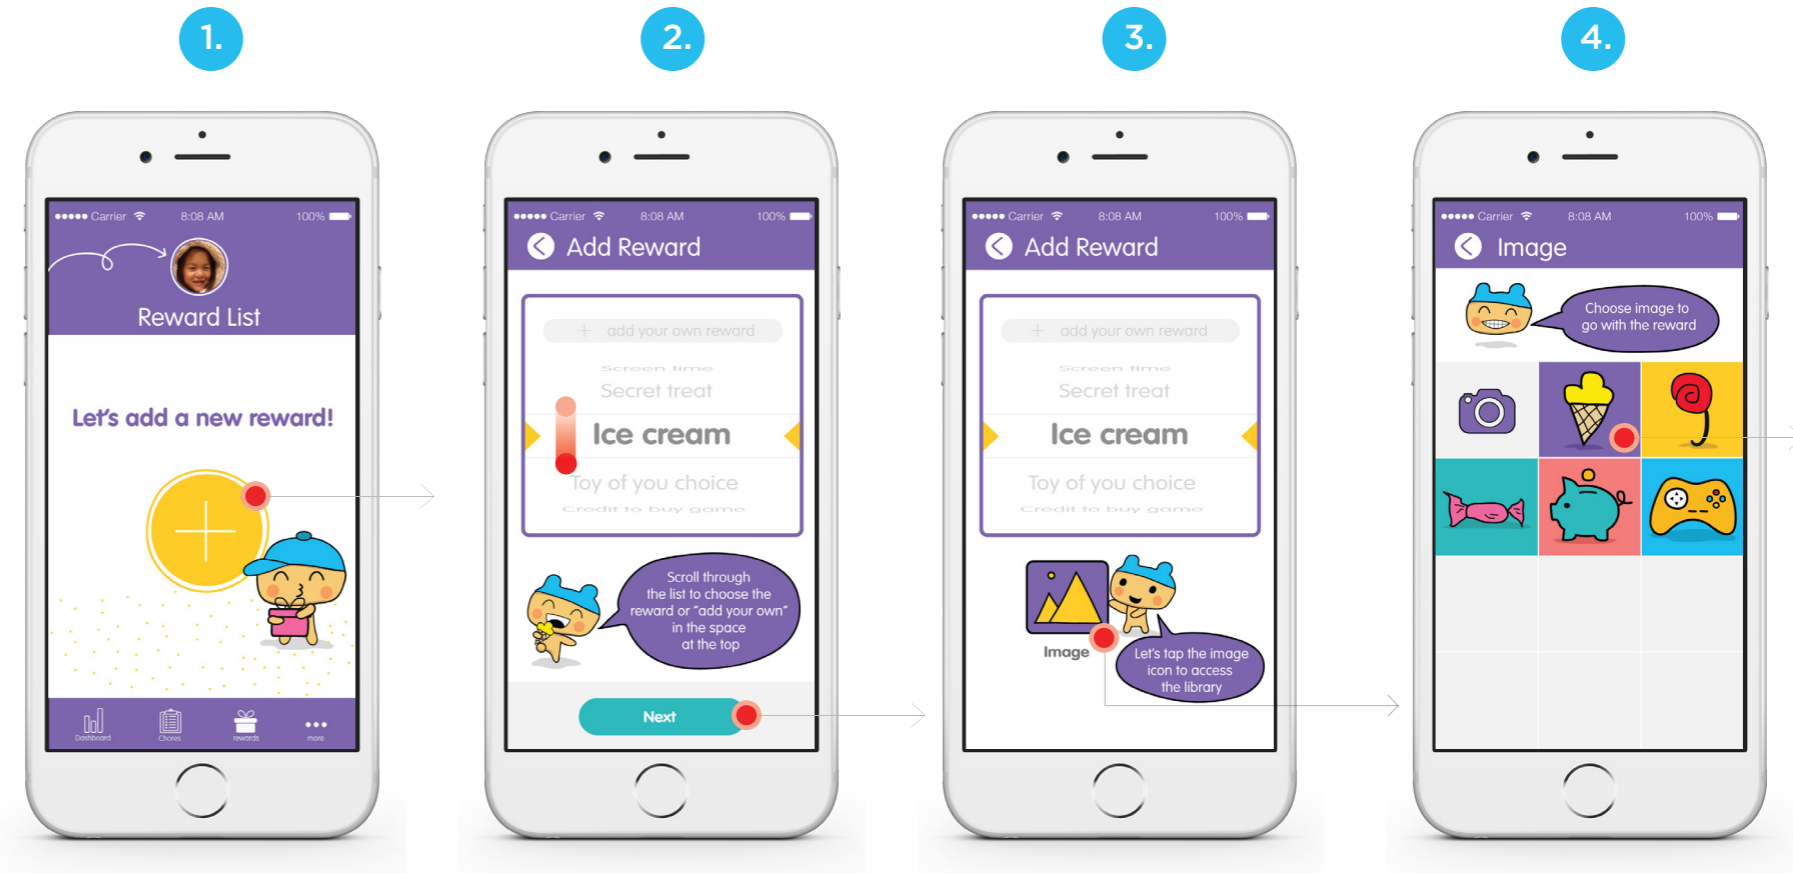 1.
Carrier 8:08 AM 100%
Reward List
Let's add a new reward!
Dashboard Chores rewards more
2.
Carrier 8:08 AM 100%
Add Reward
+ add your own reward
Screen time
Secret treat
Ice cream
Toy of you choice
Credit to buy game
Scroll through
the list to choose the
reward or "add your own"
in the space
at the top
Next
3.
Carrier 8:08 AM 100%
Add Reward
+ add your own reward
Screen time
Secret treat
Ice cream
Toy of you choice
Credit to buy game
Image
Let's tap the image
icon to access
the library
4.
Carrier 8:08 AM 100%
Image
Choose image to
go with the reward